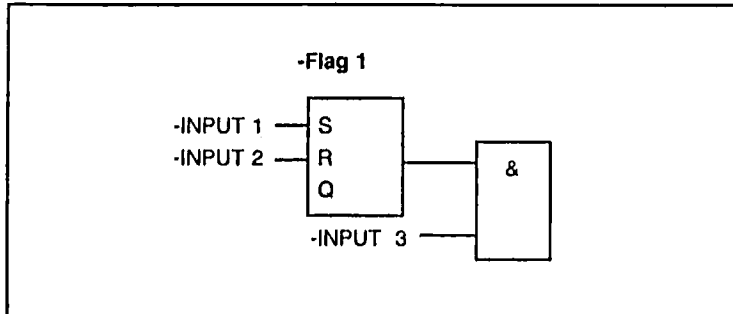 -Flag 1
-INPUT 1 S
-INPUT 2 R
&
Q
-INPUT 3